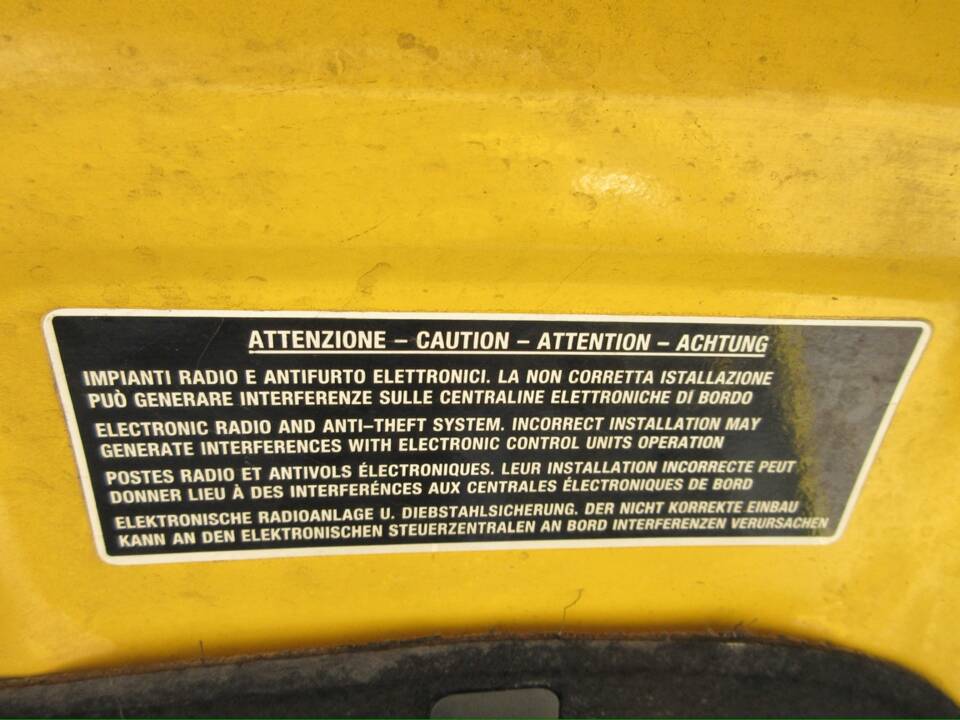 ATTENZIONE – CAUTION – ATTENTION – ACHTUNG
IMPIANTI RADIO E ANTIFURTO ELETTRONICI. LA NON CORRETTA ISTALLAZIONE
PUÒ GENERARE INTERFERENZE SULLE CENTRALINE ELETTRONICHE DI BORDO
ELECTRONIC RADIO AND ANTI–THEFT SYSTEM. INCORRECT INSTALLATION MAY
GENERATE INTERFERENCES WITH ELECTRONIC CONTROL UNITS OPERATION
POSTES RADIO ET ANTIVOLS ÉLECTRONIQUES. LEUR INSTALLATION INCORRECTE PEUT
DONNER LIEU À DES INTERFERÉNCES AUX CENTRALES ÉLECTRONIQUES DE BORD
ELEKTRONISCHE RADIOANLAGE U. DIEBSTAHLSICHERUNG. DER NICHT KORREKTE EINBAU
KANN AN DEN ELEKTRONISCHEN STEUERZENTRALEN AN BORD INTERFERENZEN VERURSACHEN